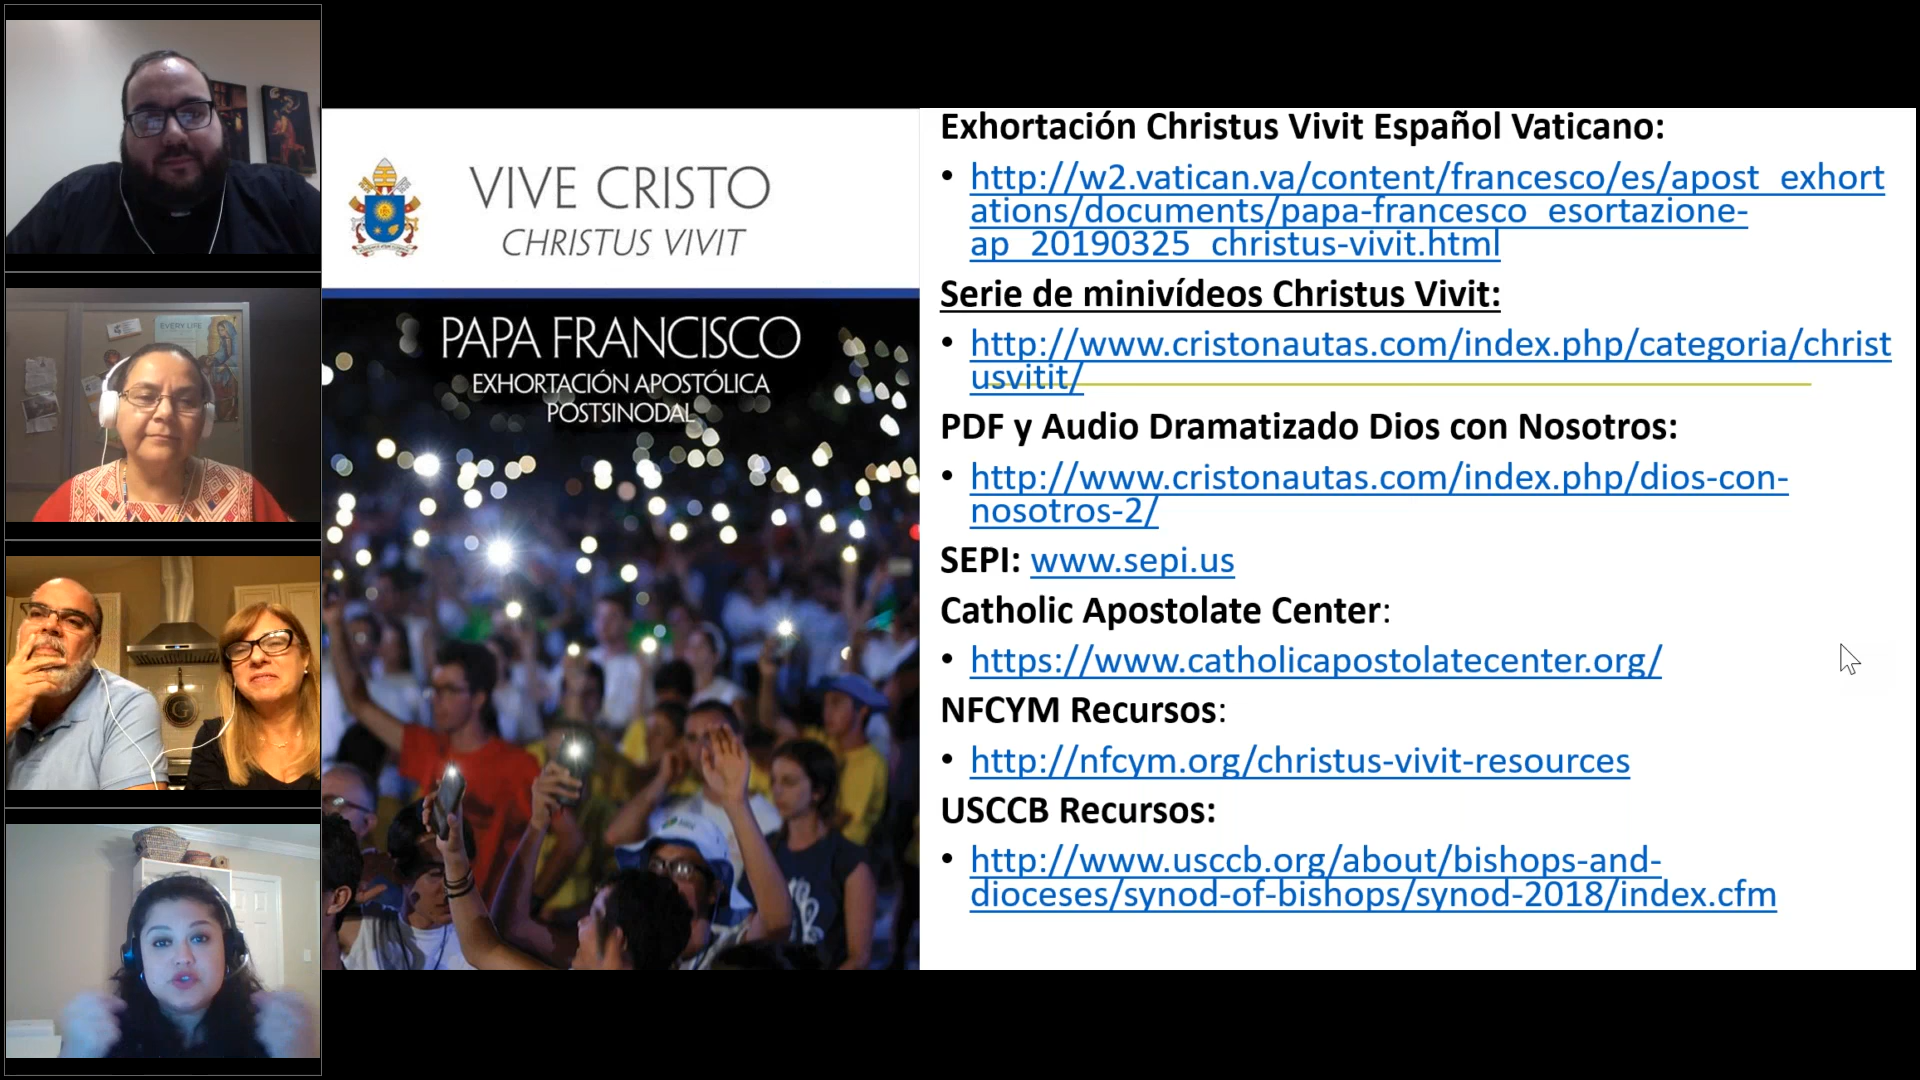 EVERY LIFE
VIVE CRISTO
CHRISTUS VIVIT
PAPA FRANCISCO
EXHORTACIÓN APOSTÓLICA
POSTSINODAL
Exhortación Christus Vivit Español Vaticano:
• http://w2.vatican.va/content/francesco/es/apost_exhort
ations/documents/papa-francesco_esortazione-
ap_20190325_christus-vivit.html
Serie de minivídeos Christus Vivit:
• http://www.cristonautas.com/index.php/categoria/christ
usvitit/
PDF y Audio Dramatizado Dios con Nosotros:
• http://www.cristonautas.com/index.php/dios-con-
nosotros-2/
SEPI: www.sepi.us
Catholic Apostolate Center:
• https://www.catholicapostolatecenter.org/
NFCYM Recursos:
• http://nfcym.org/christus-vivit-resources
USCCB Recursos:
• http://www.usccb.org/about/bishops-and-
dioceses/synod-of-bishops/synod-2018/index.cfm